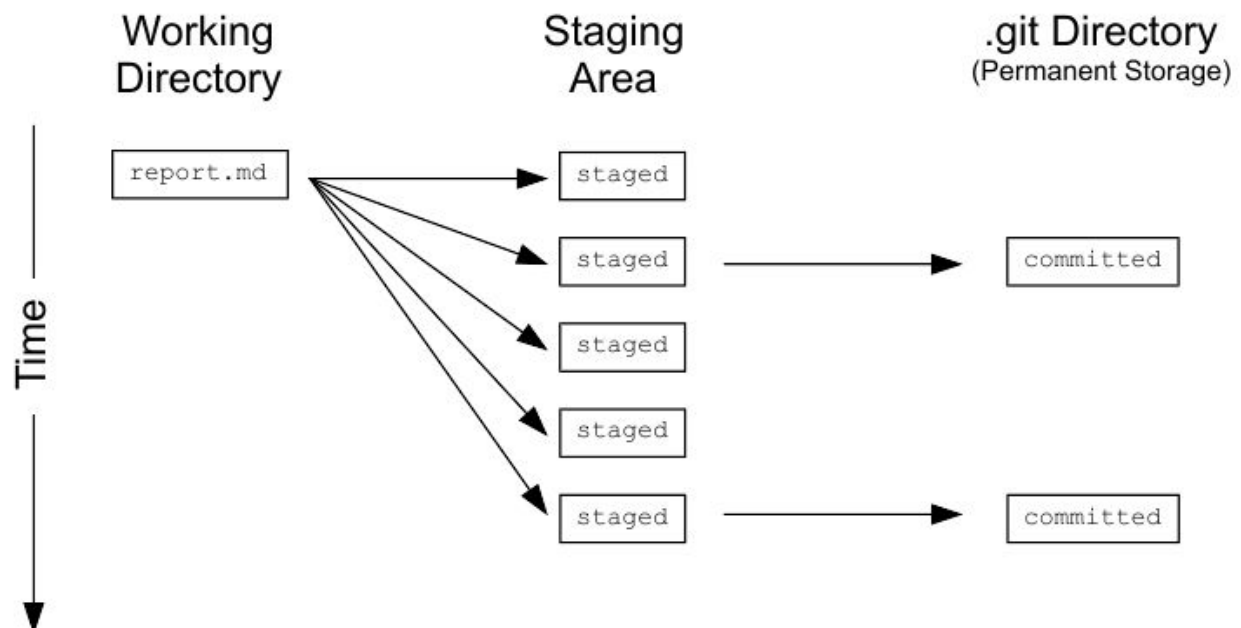 Working
Directory
Staging
Area
.git Directory
(Permanent Storage)
report.md
staged
staged
committed
staged
staged
staged
committed
Time